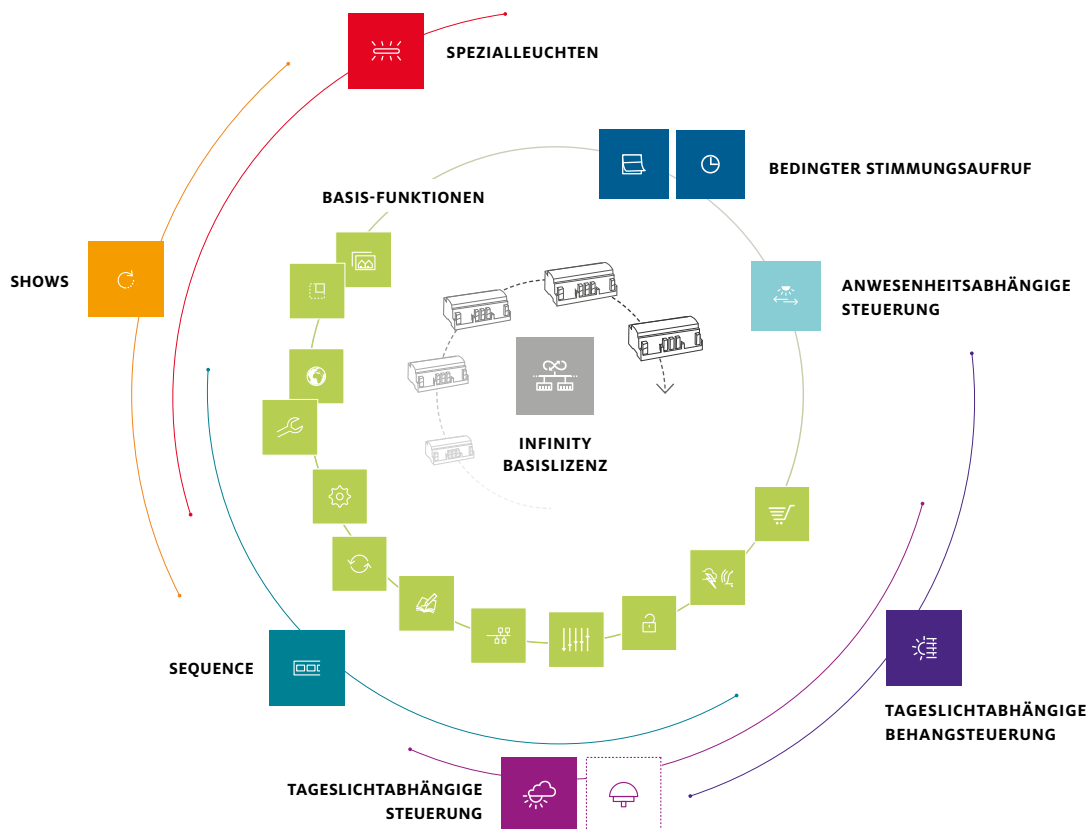 SPEZIALLEUCHTEN
BEDINGTER STIMMUNGSAUFRUF
BASIS-FUNKTIONEN
SHOWS
ANWESENHEITSABHÄNGIGE
STEUERUNG
INFINITY
BASISLIZENZ
SEQUENCE
TAGESLICHTABHÄNGIGE
BEHANGSTEUERUNG
TAGESLICHTABHÄNGIGE
STEUERUNG